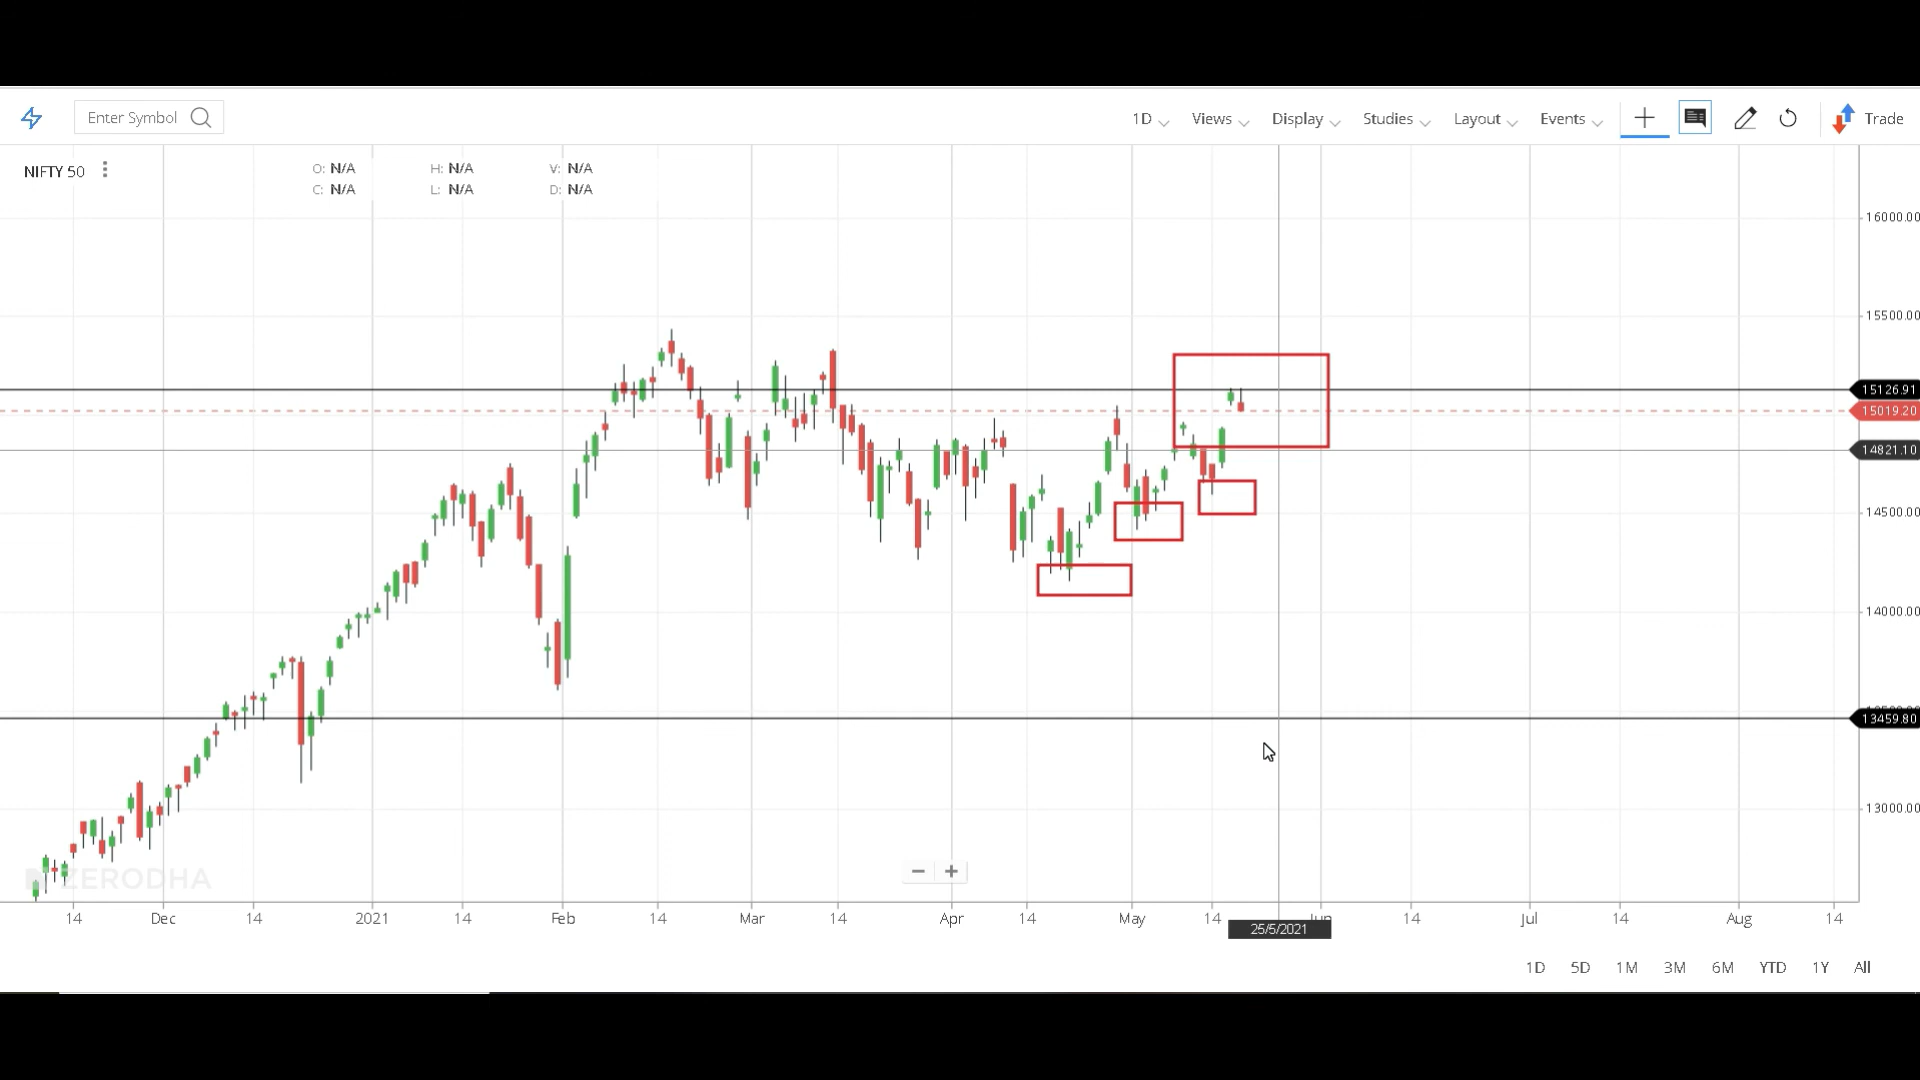 Enter Symbol
1D Views Display Studies Layout Events Trade
NIFTY 50
O: N/A H: N/A V: N/A
C: N/A L: N/A D: N/A
16000.00
15500.00
15126.91
15019.20
14821.10
14500.00
14000.00
13459.80
13000.00
ZERODHA
14 Dec 14 2021 14 Feb 14 Mar 14 Apr 14 May 14 Jun 14 Jul 14 Aug 14
25/5/2021
1D 5D 1M 3M 6M YTD 1Y All